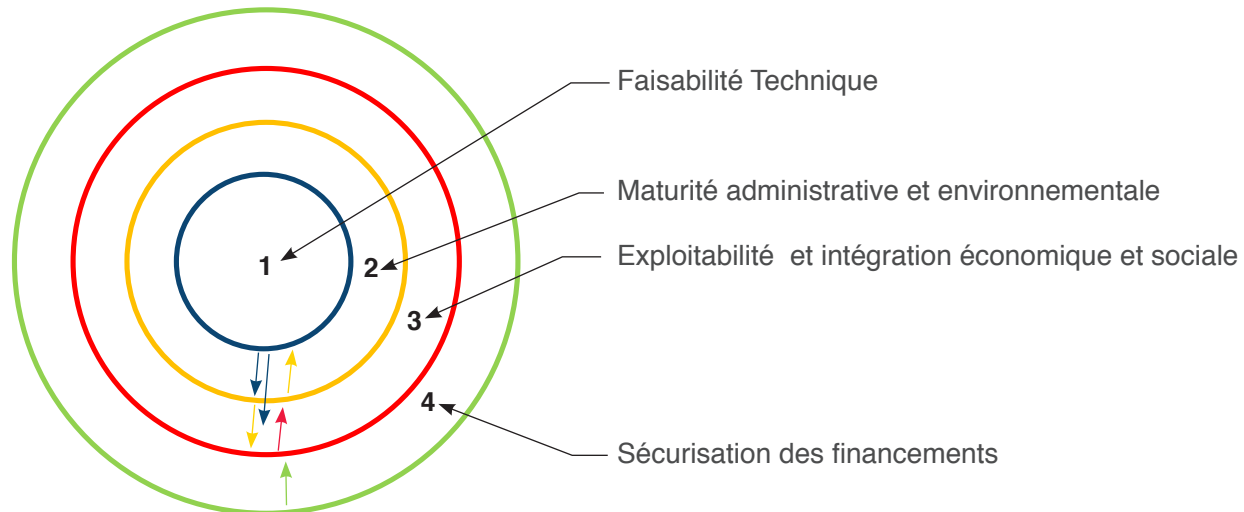 Faisabilité Technique
Maturité administrative et environnementale
1
2
Exploitabilité  et intégration économique et sociale
3
4
Sécurisation des financements